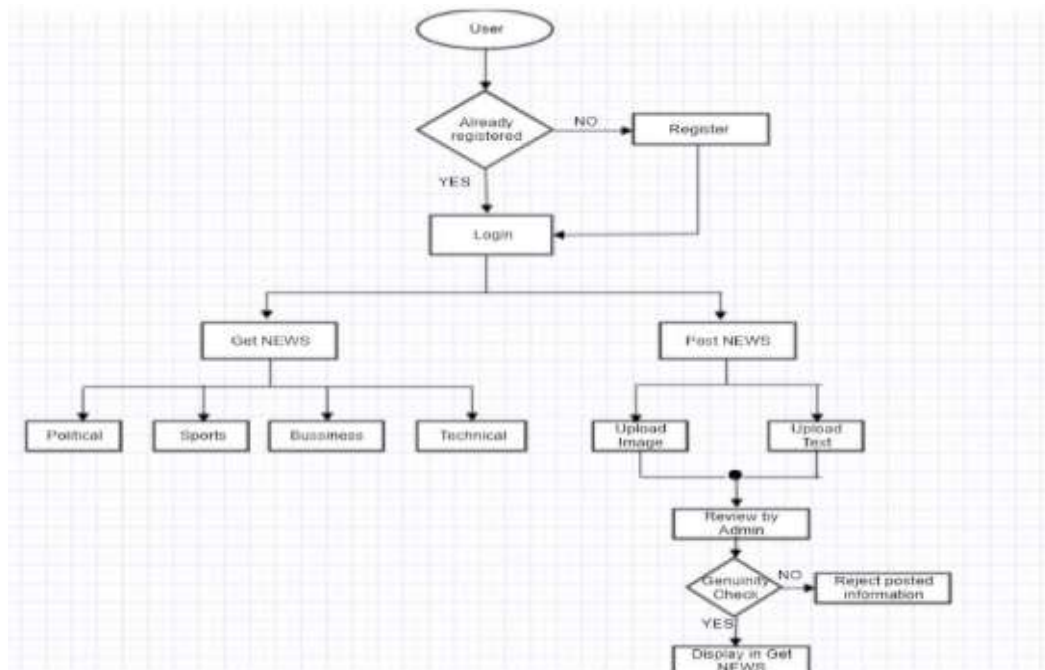 User
Already
registered
NO
Register
YES
Login
Get NEWS
Post NEWS
Political
Sports
Bussiness
Technical
Upload
Image
Upload
Text
Review by
Admin
Genuinity
Check
NO
Reject posted
information
YES
Display in Get
NEWS